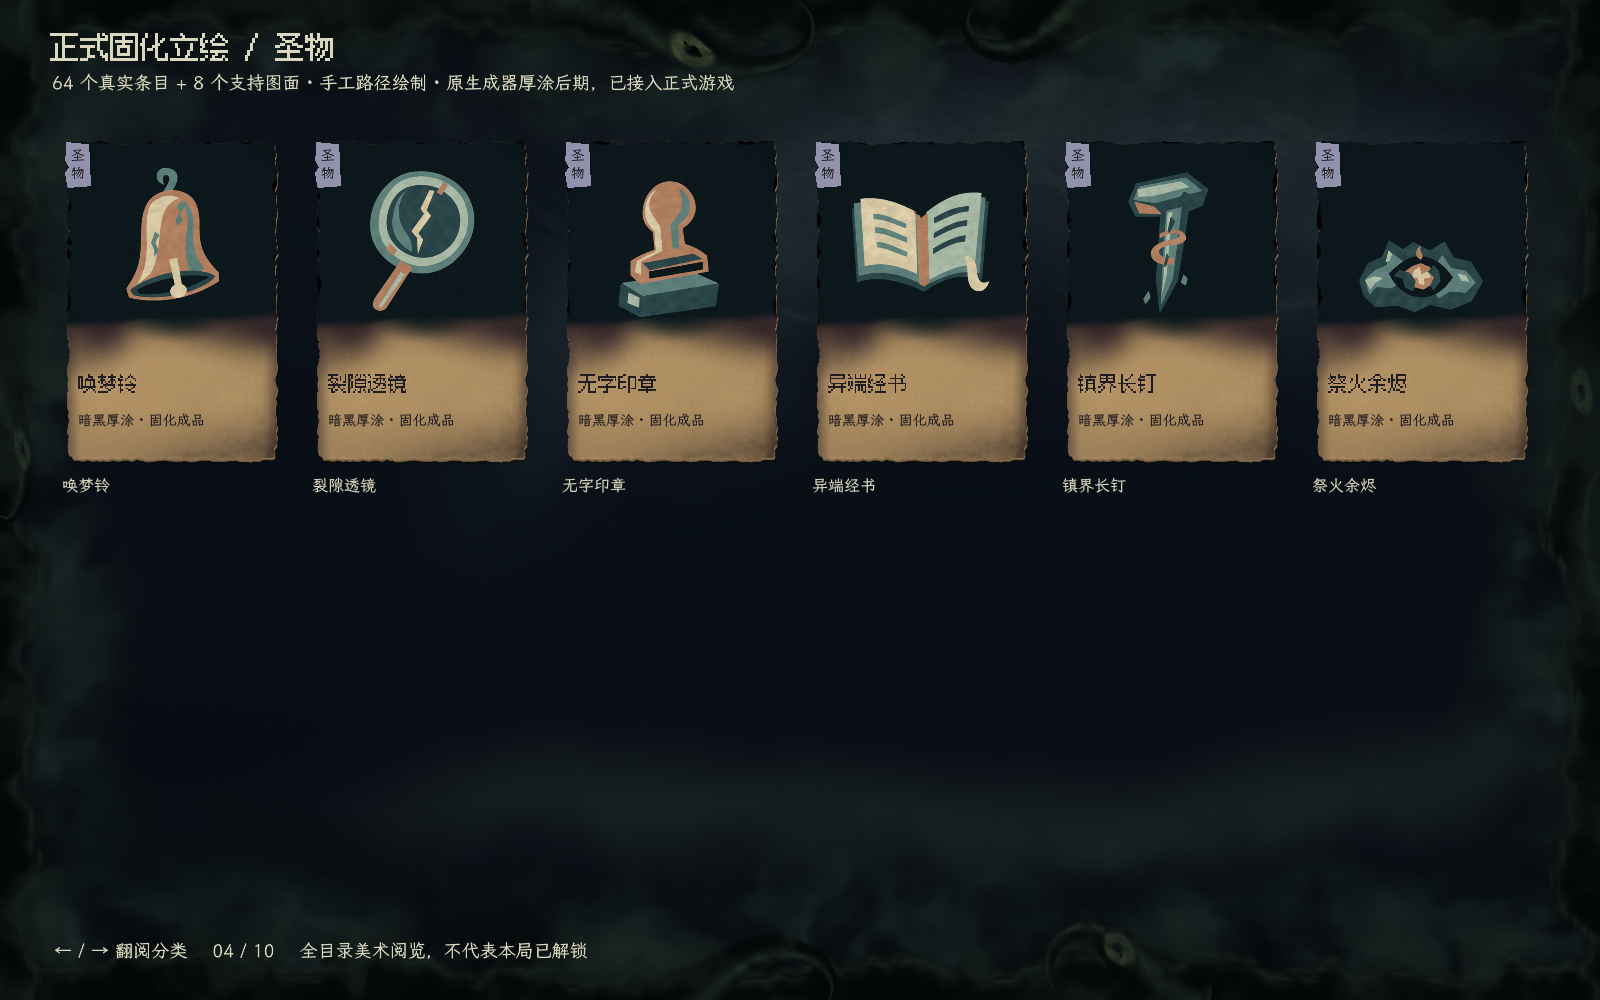 正式固化立绘 / 圣物
64 个真实条目 + 8 个支持图面・手工路径绘制・原生成器厚涂后期，已接入正式游戏
圣物
唤梦铃
暗黑厚涂・固化成品
唤梦铃
圣物
裂隙透镜
暗黑厚涂・固化成品
裂隙透镜
圣物
无字印章
暗黑厚涂・固化成品
无字印章
圣物
异端经书
暗黑厚涂・固化成品
异端经书
圣物
镇界长钉
暗黑厚涂・固化成品
镇界长钉
圣物
祭火余烬
暗黑厚涂・固化成品
祭火余烬
← / → 翻阅分类 04 / 10 全目录美术阅览，不代表本局已解锁